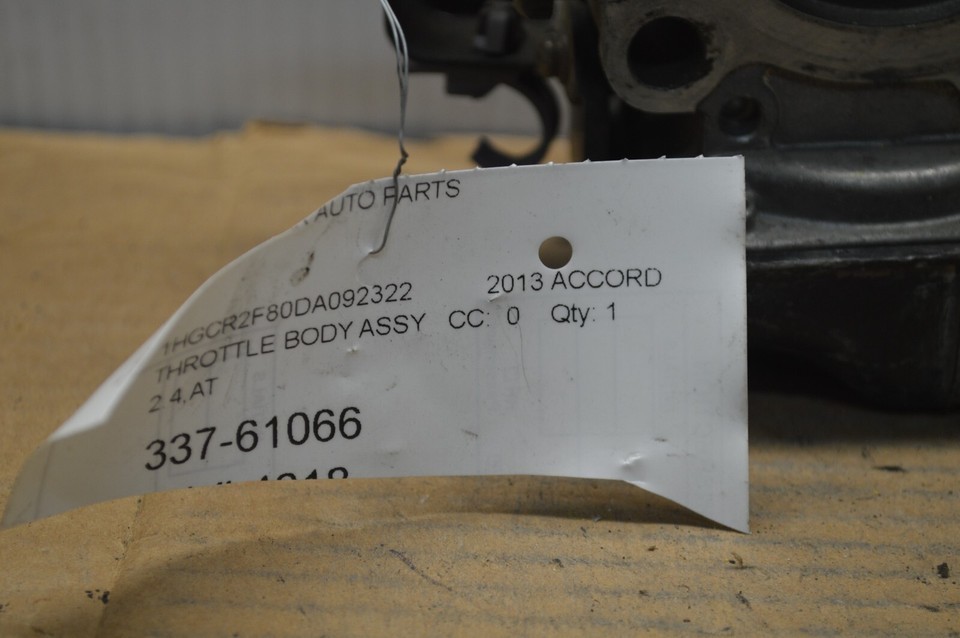 AUTO PARTS
1HGCR2F80DA092322 2013 ACCORD
THROTTLE BODY ASSY CC: 0 Qty: 1
2.4,AT
337-61066